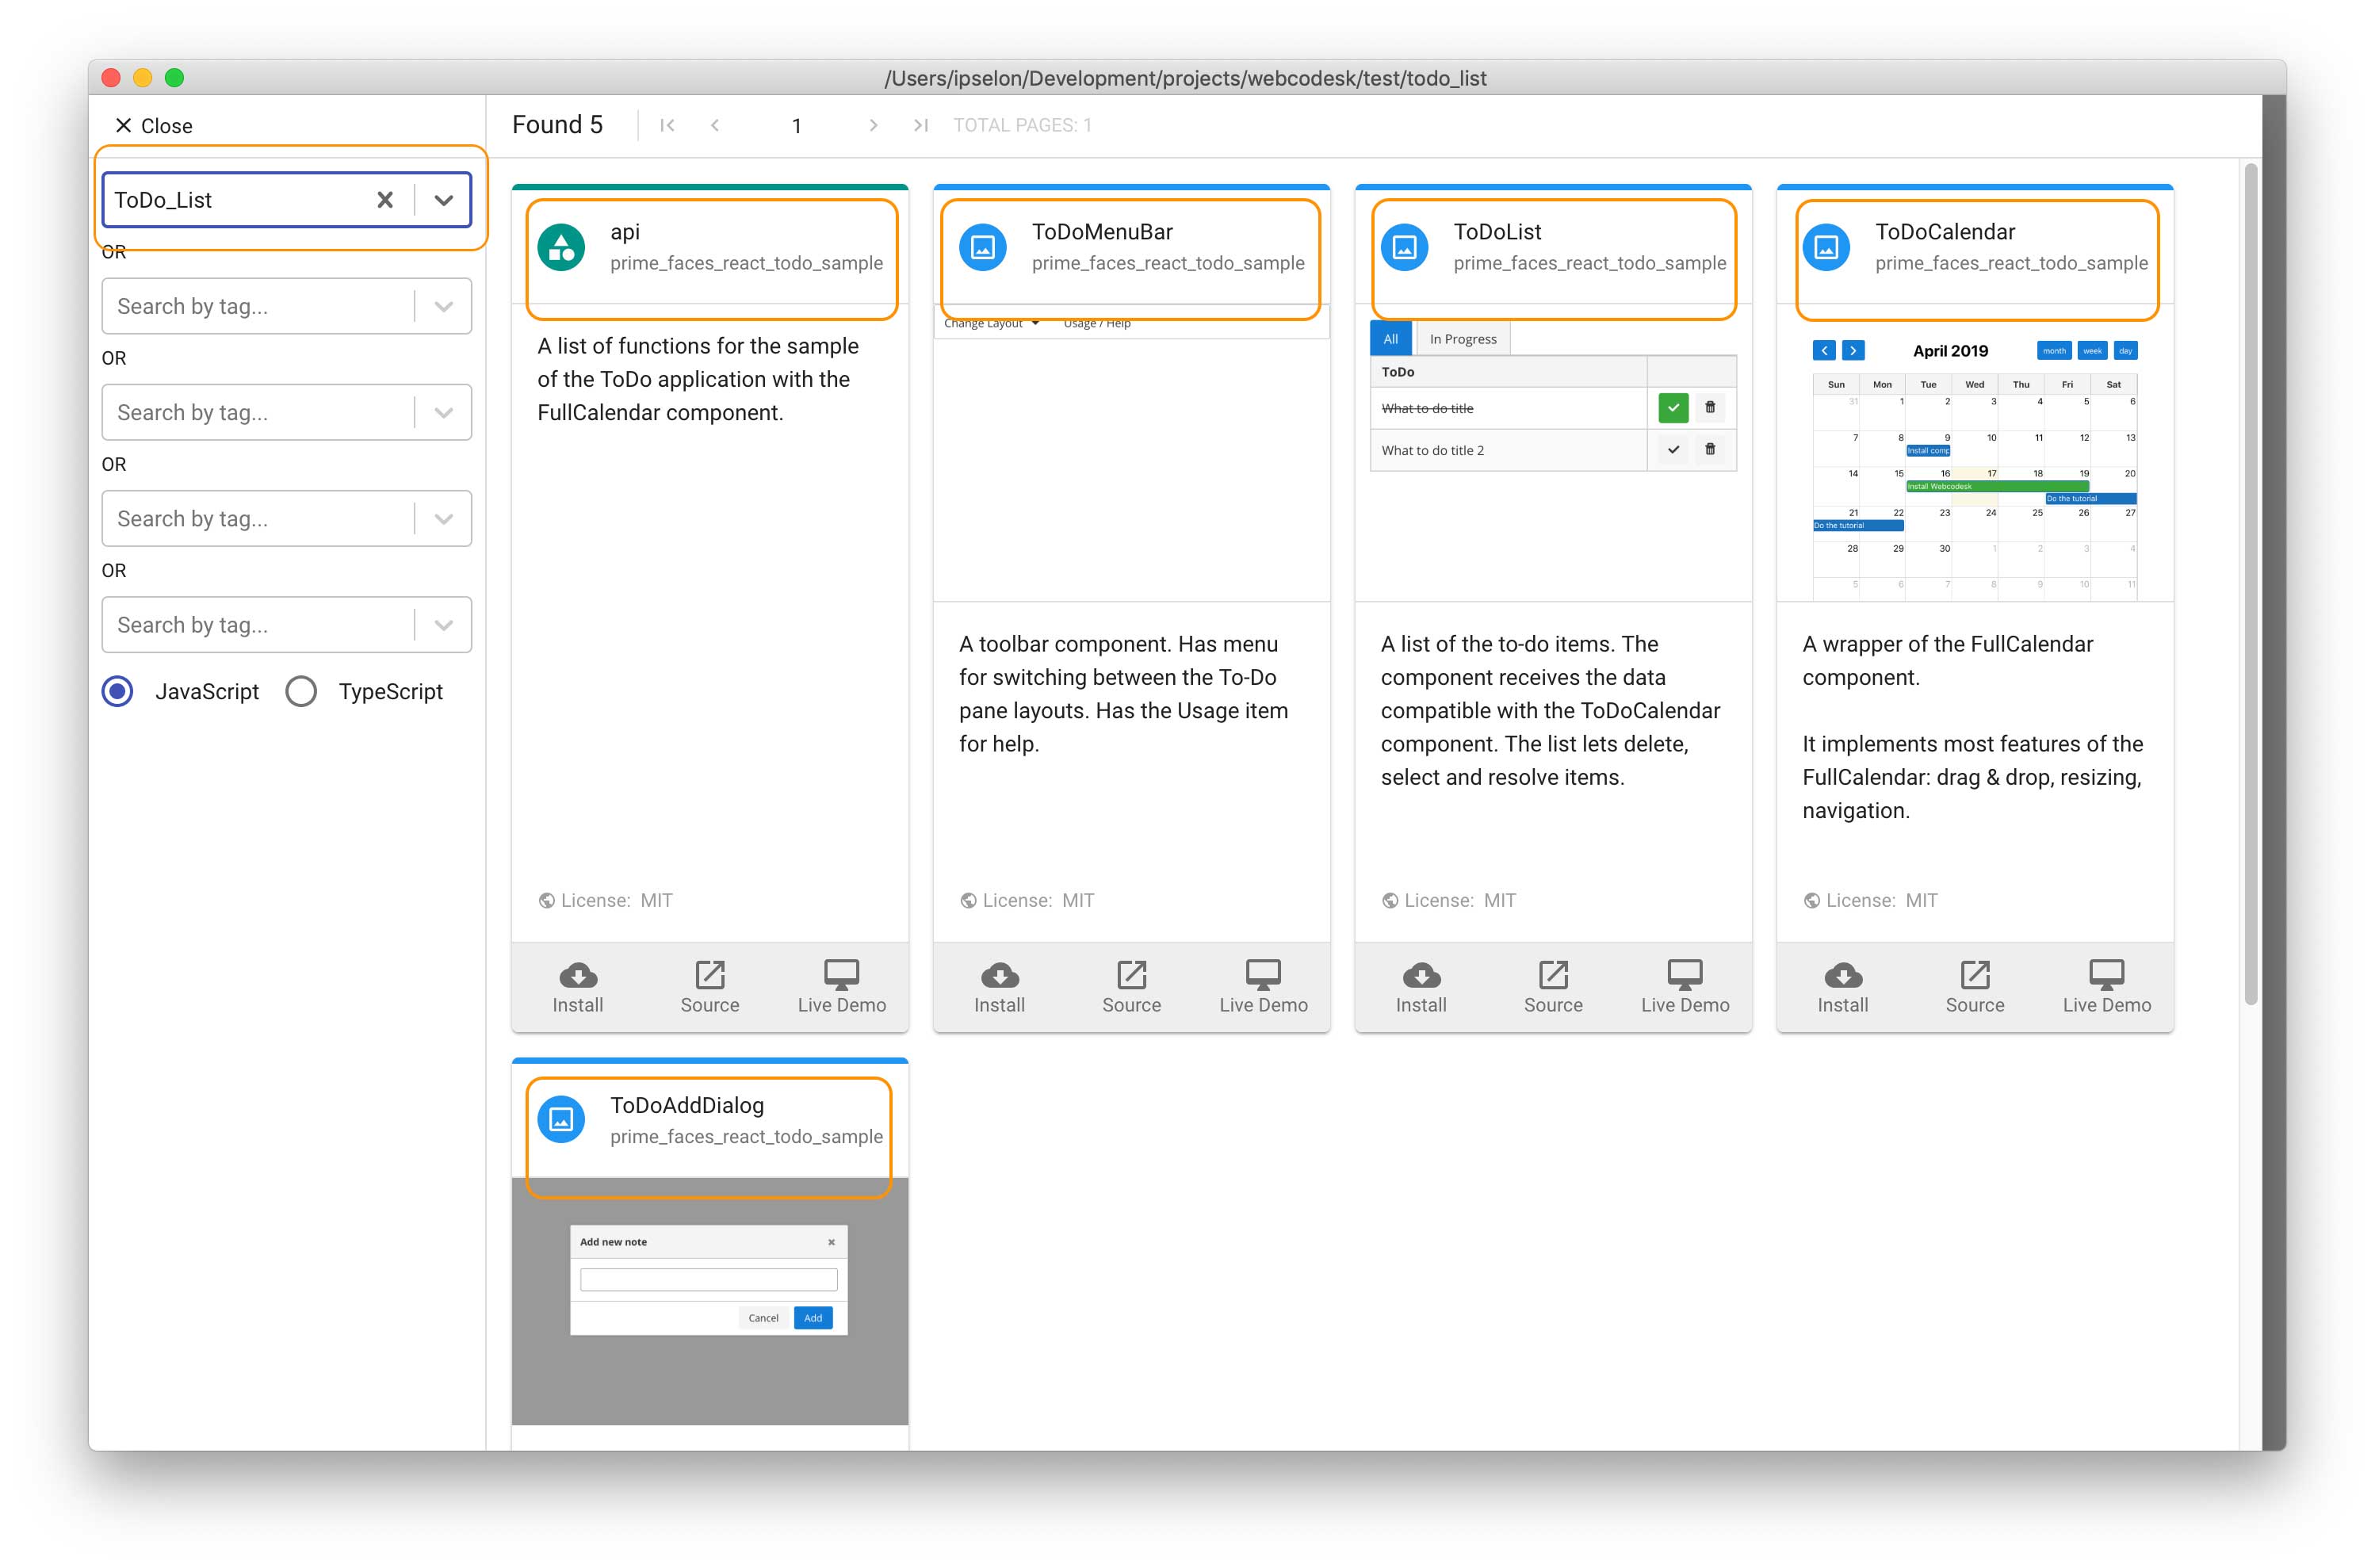 /Users/ipselon/Development/projects/webcodesk/test/todo_list
Close
Found 5
1
TOTAL PAGES: 1
ToDo_List
OR
Search by tag...
OR
Search by tag...
OR
Search by tag...
OR
Search by tag...
JavaScript
TypeScript
api
prime_faces_react_todo_sample
A list of functions for the sample
of the ToDo application with the
FullCalendar component.
License: MIT
Install
Source
Live Demo
ToDoMenuBar
prime_faces_react_todo_sample
Change Layout
Usage / Help
A toolbar component. Has menu
for switching between the To-Do
pane layouts. Has the Usage item
for help.
License: MIT
Install
Source
Live Demo
ToDoList
prime_faces_react_todo_sample
All
In Progress
ToDo
What to do title
What to do title 2
A list of the to-do items. The
component receives the data
compatible with the ToDoCalendar
component. The list lets delete,
select and resolve items.
License: MIT
Install
Source
Live Demo
ToDoCalendar
prime_faces_react_todo_sample
April 2019
month week day
Sun Mon Tue Wed Thu Fri Sat
31 1 2 3 4 5 6
7 8 9 10 11 12 13
Install comp
14 15 16 17 18 19 20
Install Webcodesk
Do the tutorial
21 22 23 24 25 26 27
Do the tutorial
28 29 30 1 2 3 4
5 6 7 8 9 10 11
A wrapper of the FullCalendar
component.
It implements most features of the
FullCalendar: drag & drop, resizing,
navigation.
License: MIT
Install
Source
Live Demo
ToDoAddDialog
prime_faces_react_todo_sample
Add new note
Cancel
Add